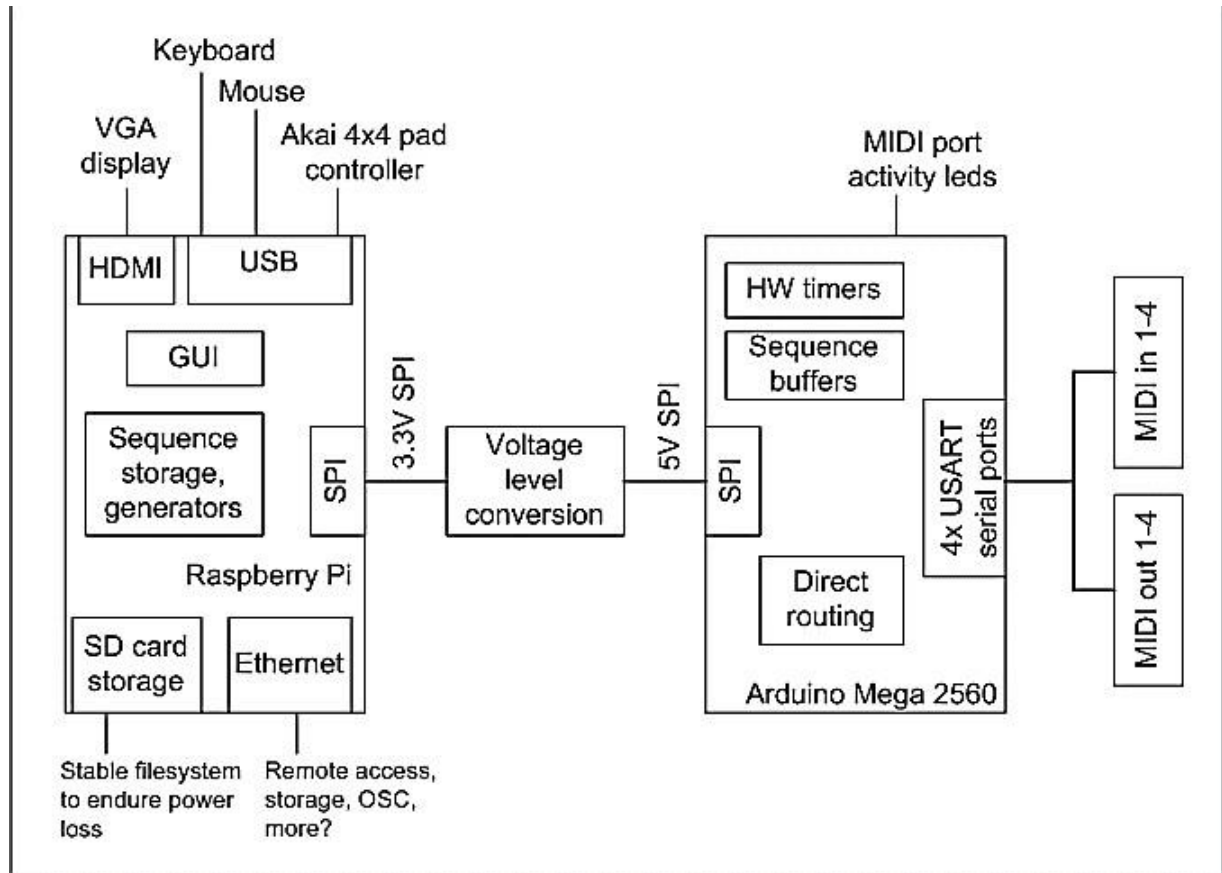 Keyboard
Mouse
VGA
display
Akai 4x4 pad
controller
HDMI
USB
GUI
Sequence
storage,
generators
SPI
3.3V SPI
Raspberry Pi
SD card
storage
Ethernet
Stable filesystem
to endure power
loss
Remote access,
storage, OSC,
more?
Voltage
level
conversion
5V SPI
MIDI port
activity leds
HW timers
Sequence
buffers
SPI
4x USART
serial ports
Direct
routing
Arduino Mega 2560
MIDI in 1-4
MIDI out 1-4